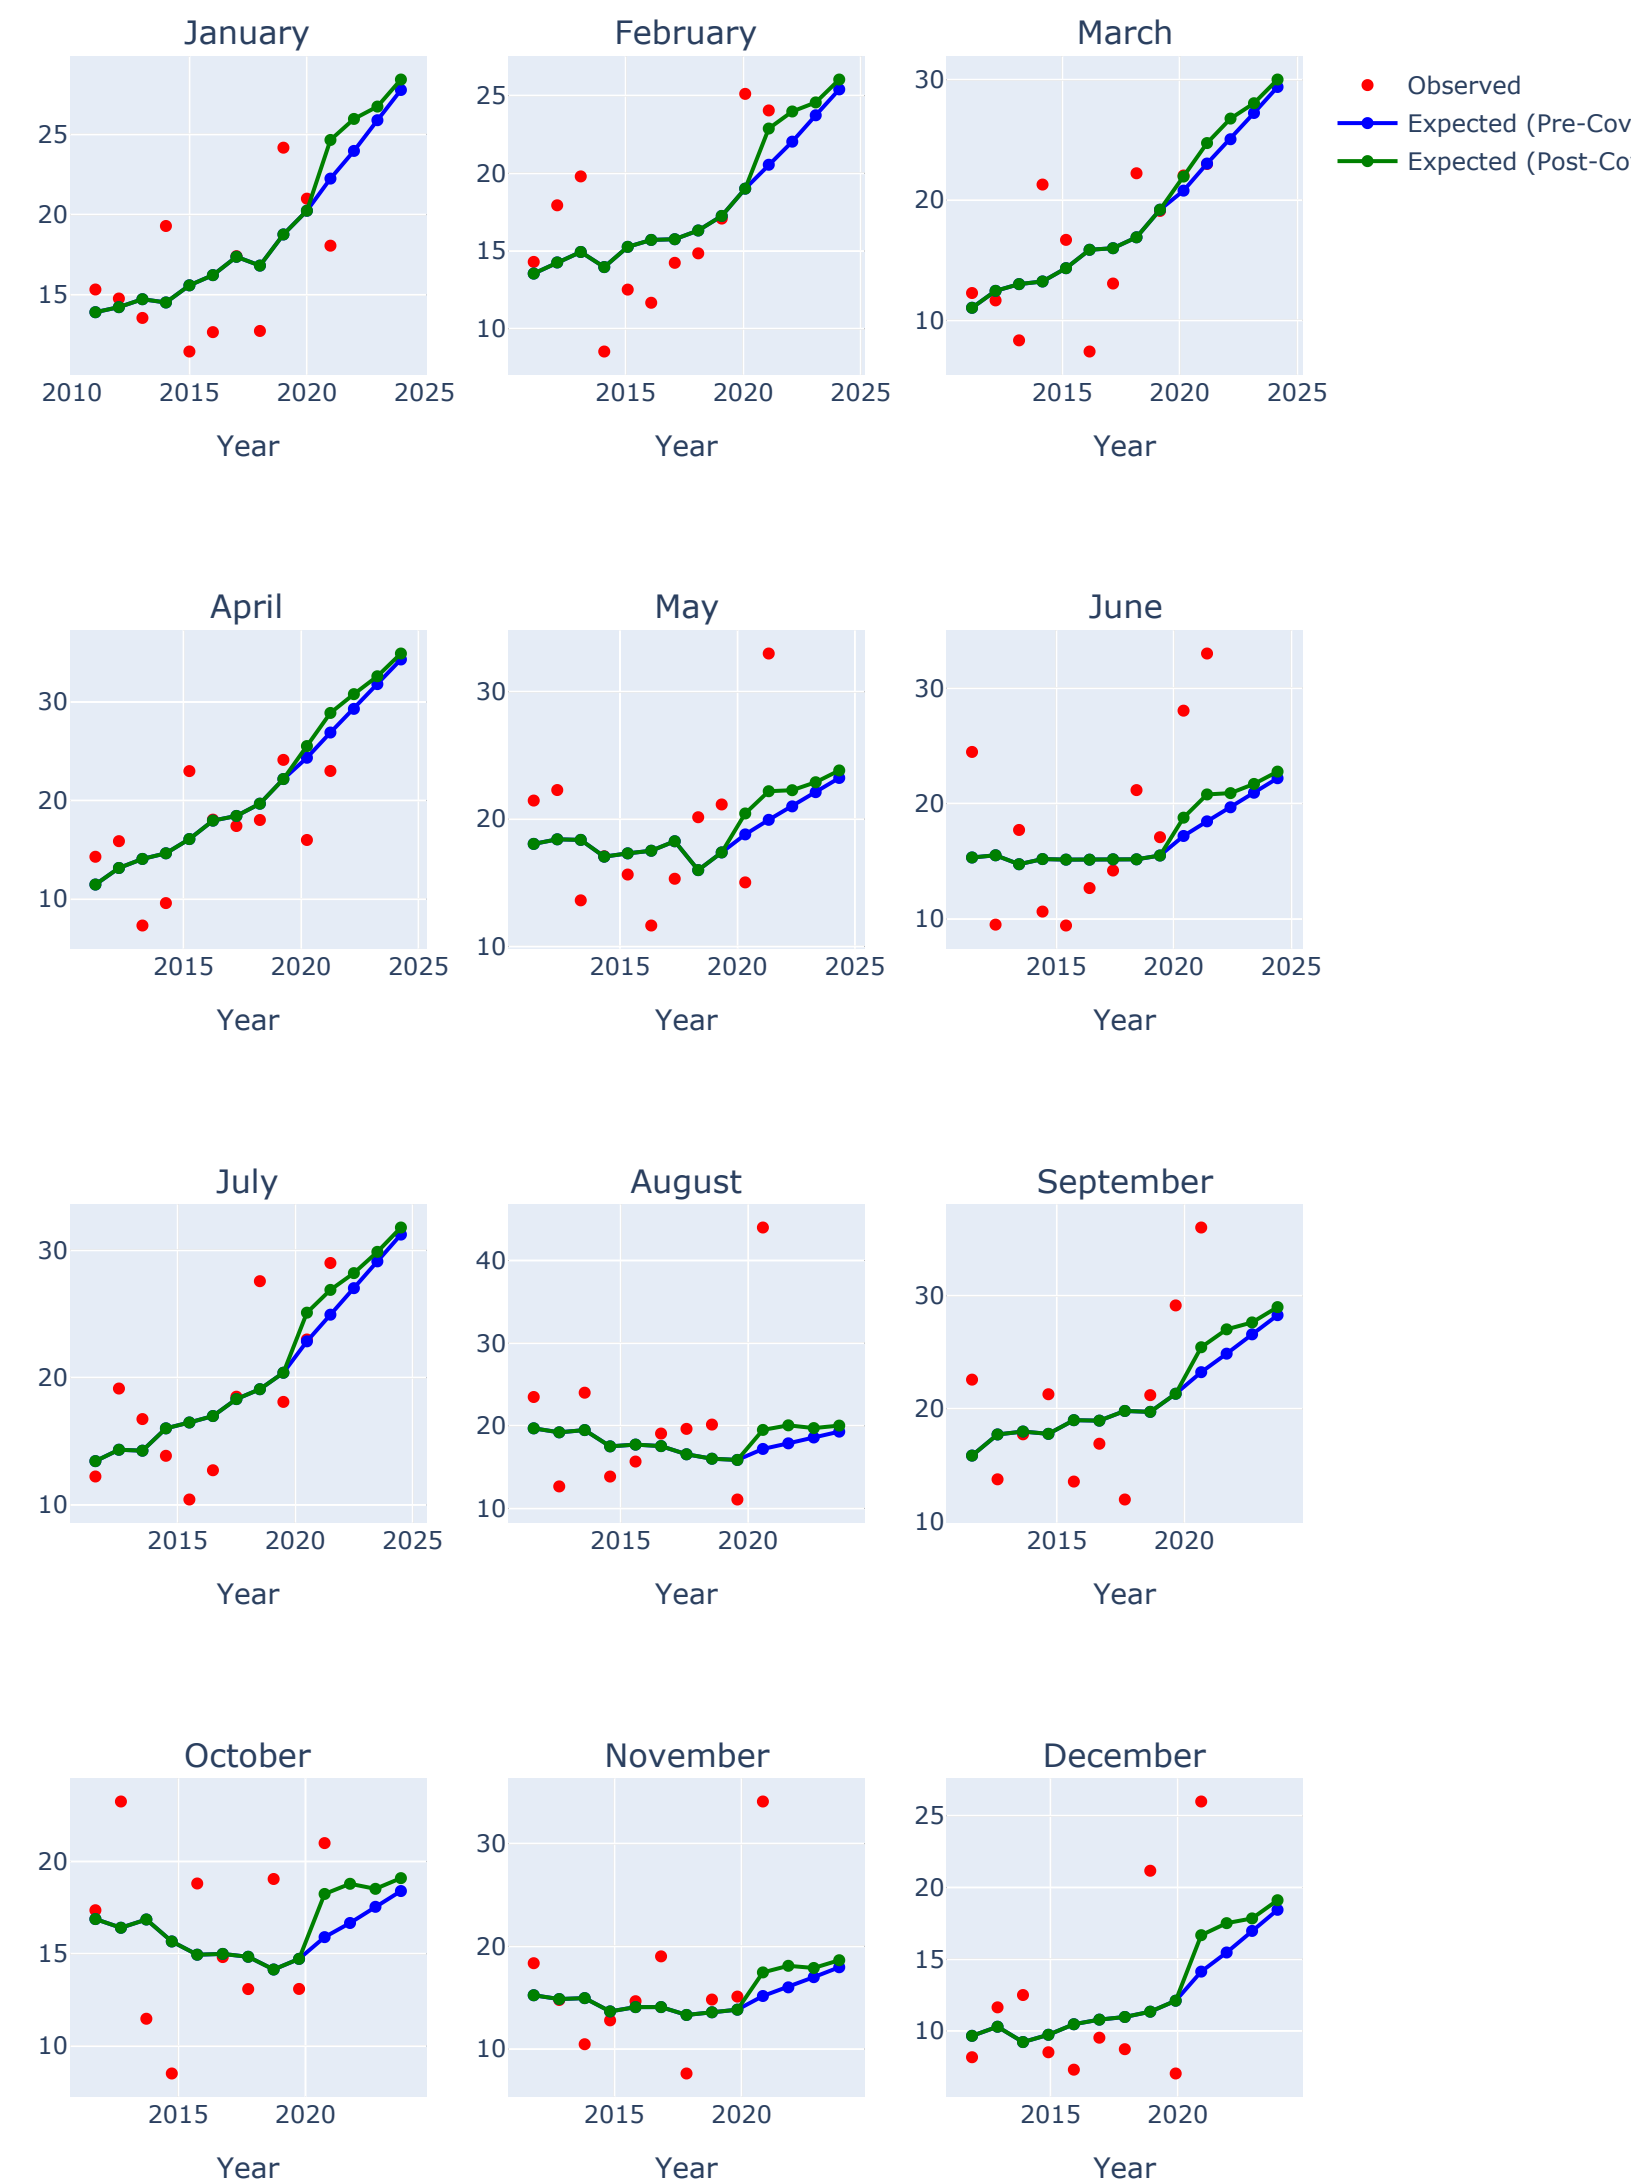 January February March
25
20
15
2010 2015 2020 2025
Year
25
20
15
10
2015 2020 2025
Year
30
20
10
2015 2020 2025
Year
Observed
Expected (Pre-Cov
Expected (Post-Co
April May June
30
20
10
2015 2020 2025
Year
30
20
10
2015 2020 2025
Year
30
20
10
2015 2020 2025
Year
July August September
30
20
10
2015 2020 2025
Year
40
30
20
10
2015 2020
Year
30
20
10
2015 2020
Year
October November December
20
15
10
2015 2020
Year
30
20
10
2015 2020
Year
25
20
15
10
2015 2020
Year